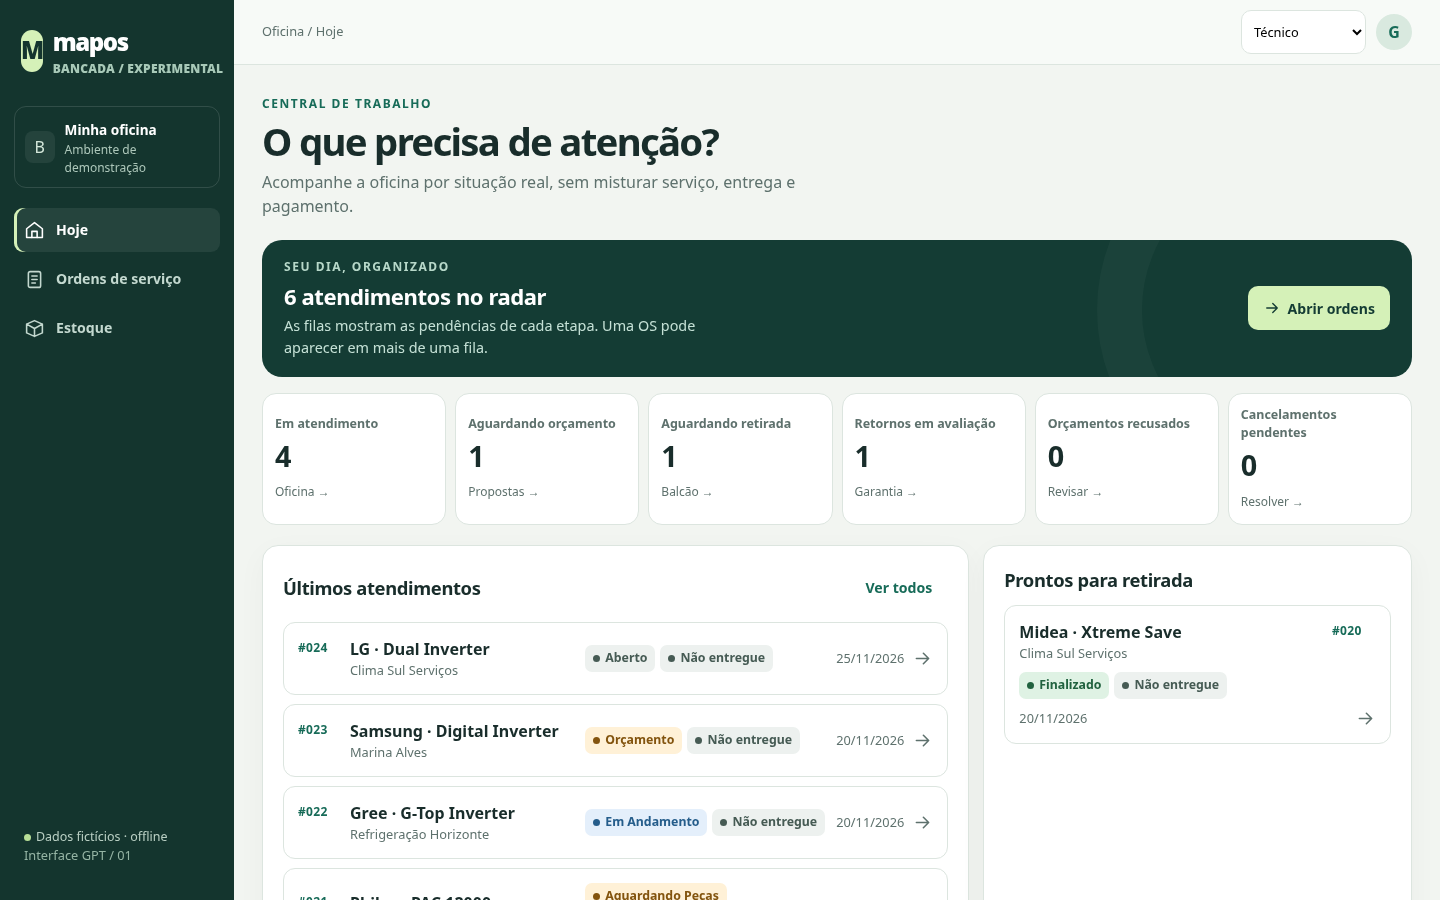 M
mapos
BANCADA / EXPERIMENTAL
B
Minha oficina
Ambiente de
demonstração
Hoje
Ordens de serviço
Estoque
Dados fictícios · offline
Interface GPT / 01
Oficina / Hoje
Técnico
G
CENTRAL DE TRABALHO
O que precisa de atenção?
Acompanhe a oficina por situação real, sem misturar serviço, entrega e
pagamento.
SEU DIA, ORGANIZADO
6 atendimentos no radar
As filas mostram as pendências de cada etapa. Uma OS pode
aparecer em mais de uma fila.
→ Abrir ordens
Em atendimento
4
Oficina →
Aguardando orçamento
1
Propostas →
Aguardando retirada
1
Balcão →
Retornos em avaliação
1
Garantia →
Orçamentos recusados
0
Revisar →
Cancelamentos
pendentes
0
Resolver →
Últimos atendimentos
Ver todos
#024
LG · Dual Inverter
Clima Sul Serviços
Aberto
Não entregue
25/11/2026 →
#023
Samsung · Digital Inverter
Marina Alves
Orçamento
Não entregue
20/11/2026 →
#022
Gree · G-Top Inverter
Refrigeração Horizonte
Em Andamento
Não entregue
20/11/2026 →
#021
Philco · PAC 12000
Aguardando Peças
Prontos para retirada
Midea · Xtreme Save
#020
Clima Sul Serviços
Finalizado
Não entregue
20/11/2026 →